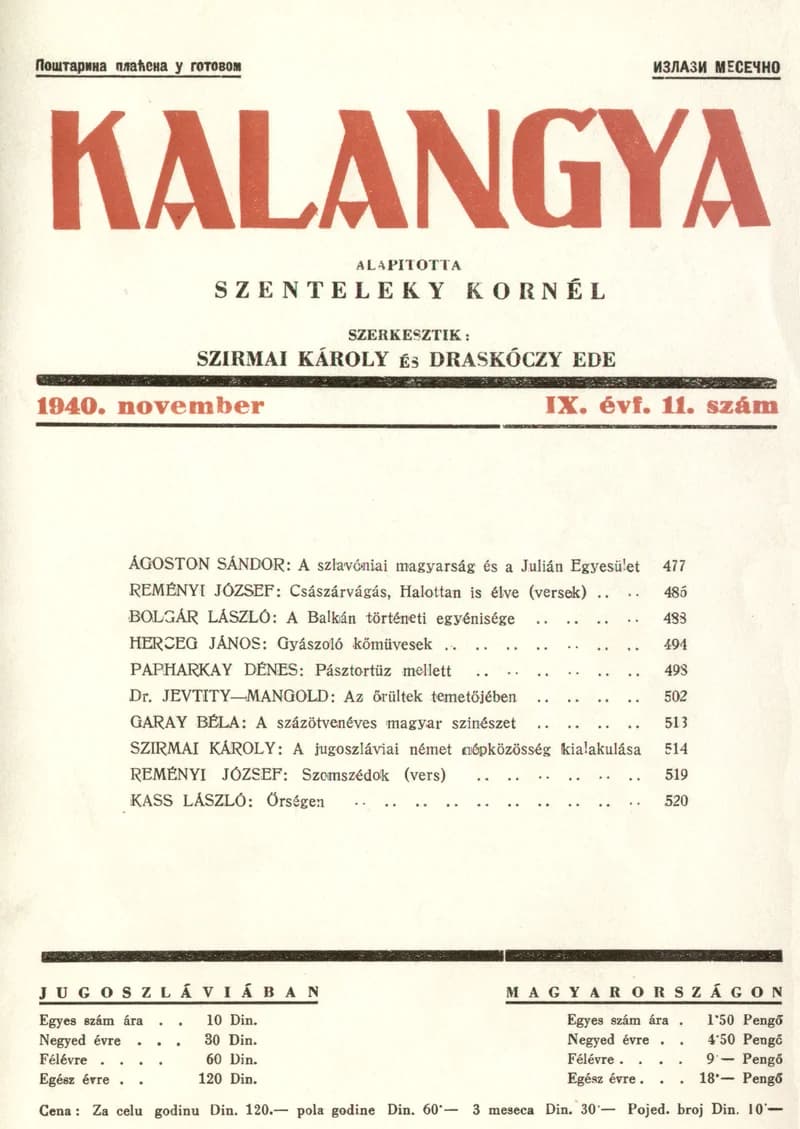 Поштарина плаћена у готовом
ИЗЛАЗИ МЕСЕЧНО
KALANGYA
ALAPITOTTA
SZENTELEKY KORNÉL
SZERKESZTIK:
SZIRMAI KÁROLY és DRASKÓCZY EDE
1940. november IX. évf. 11. szám
ÁGOSTON SÁNDOR: A szlavóniai magyarság és a Julián Egyesület 477
REMÉNYI JÓZSEF: Császárvágás, Halottan is élve (versek) .. .. 485
BOLGÁR LÁSZLÓ: A Balkán történeti egyénisége .. .. .. .. 488
HERCEG JÁNOS: Gyászoló kőmüvesek .. .. .. .. .. .. .. 494
PAPHARKAY DÉNES: Pásztortüz mellett .. .. .. .. .. .. 498
Dr. JEVTITY—MANGOLD: Az őrültek temetőjében .. .. .. .. 502
GARAY BÉLA: A százötvenéves magyar szinészet .. .. .. .. 513
SZIRMAI KÁROLY: A jugoszláviai német népközösség kialakulása 514
REMÉNYI JÓZSEF: Szomszédok (vers) .. .. .. .. .. .. 519
KASS LÁSZLÓ: Őrségen .. .. .. .. .. .. .. .. .. .. 520
JUGOSZLÁVIÁBAN
Egyes szám ára . . 10 Din.
Negyed évre . . . 30 Din.
Félévre . . . . 60 Din.
Egész évre . . 120 Din.
MAGYARORSZÁGON
Egyes szám ára . 1·50 Pengő
Negyed évre . . 4·50 Pengő
Félévre . . . . 9·— Pengő
Egész évre . . . 18·— Pengő
Cena: Za celu godinu Din. 120.— pola godine Din. 60·— 3 meseca Din. 30·— Pojed. broj Din. 10·—